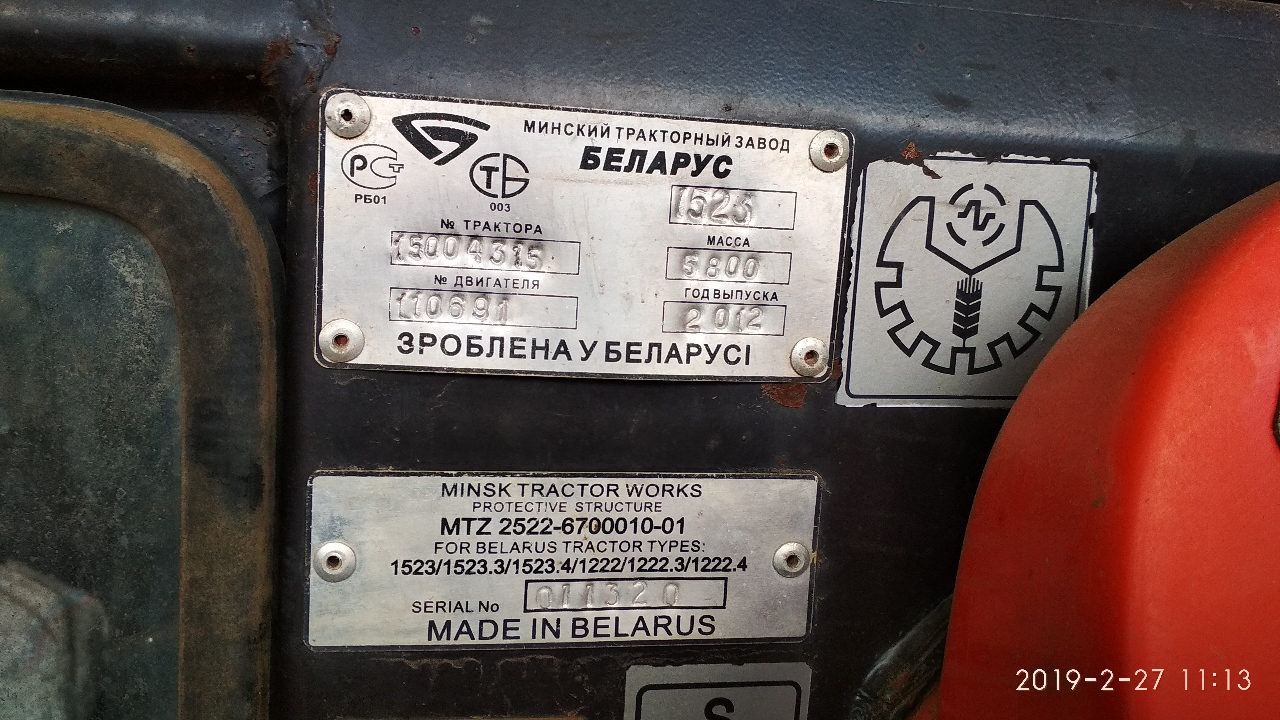 МИНСКИЙ ТРАКТОРНЫЙ ЗАВОД
БЕЛАРУС
РБ01
003
1523
№ ТРАКТОРА
15004315
МАССА
5800
№ ДВИГАТЕЛЯ
110691
ГОД ВЫПУСКА
2012
ЗРОБЛЕНА У БЕЛАРУСІ
MINSK TRACTOR WORKS
PROTECTIVE STRUCTURE
MTZ 2522-6700010-01
FOR BELARUS TRACTOR TYPES:
1523/1523.3/1523.4/1222/1222.3/1222.4
SERIAL No 011320
MADE IN BELARUS
S
2019-2-27 11:13